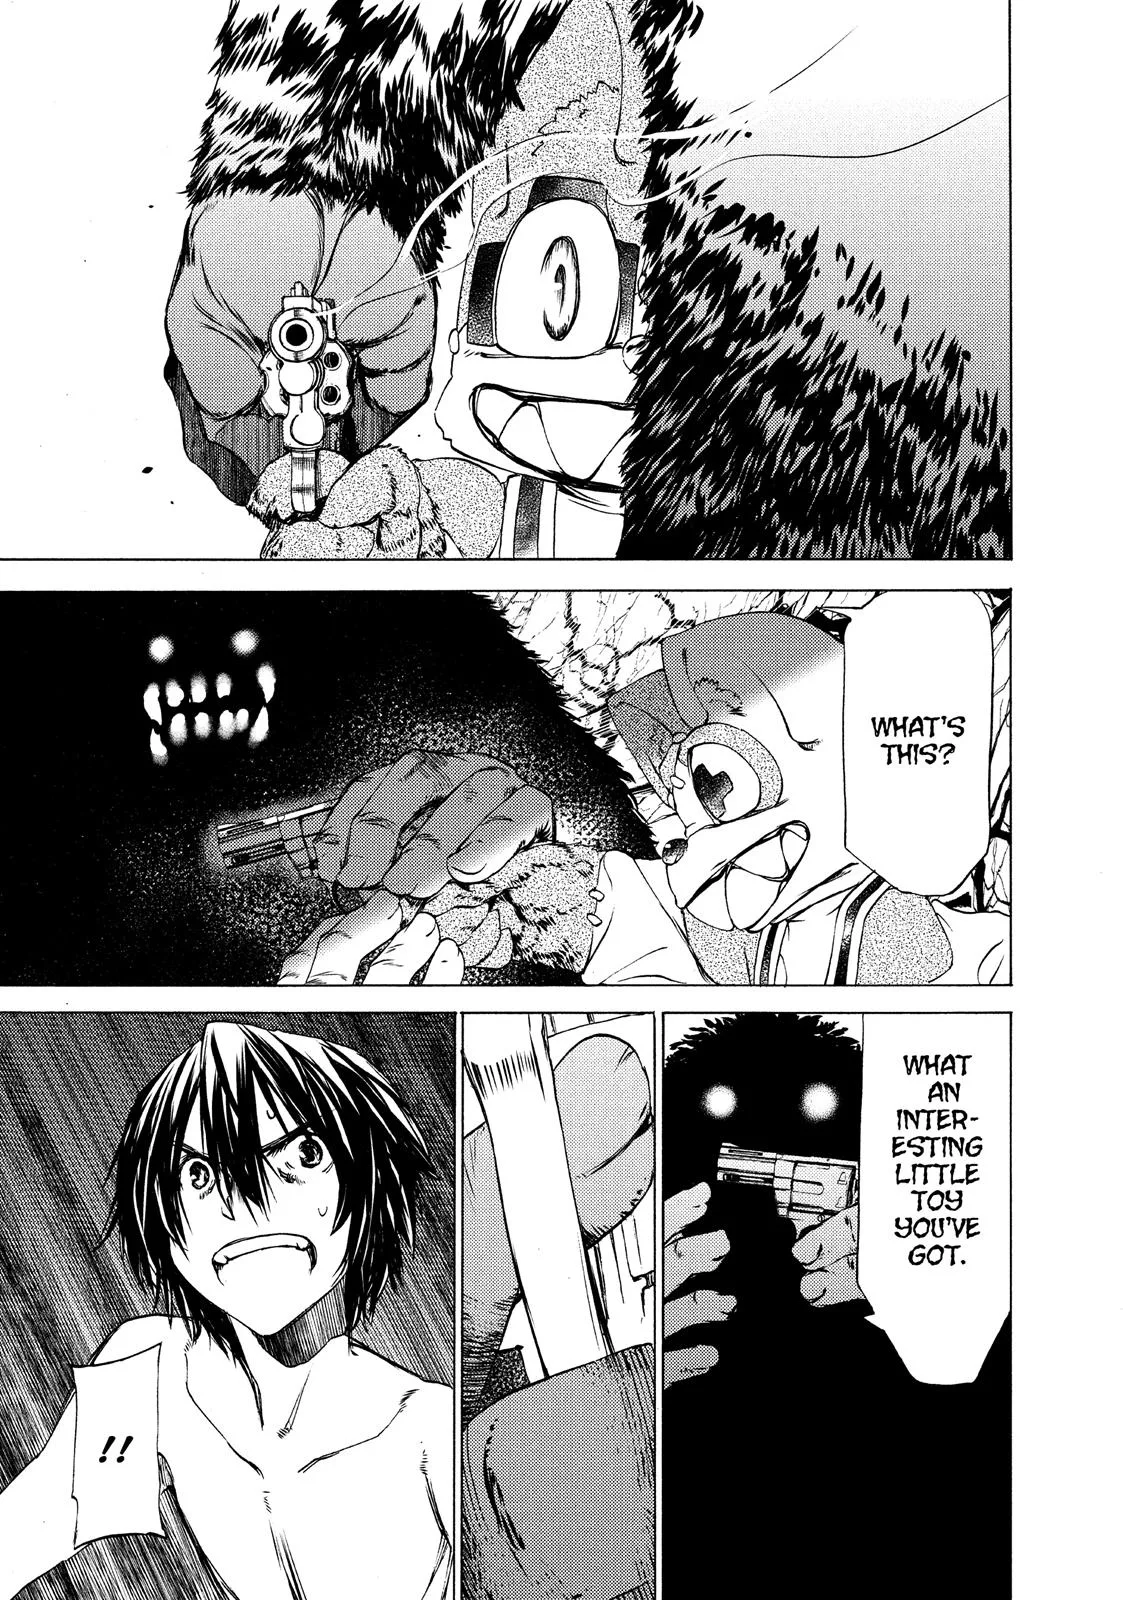 WHAT'S
THIS?
WHAT
AN
INTER-
ESTING
LITTLE
TOY
YOU'VE
GOT.
!!